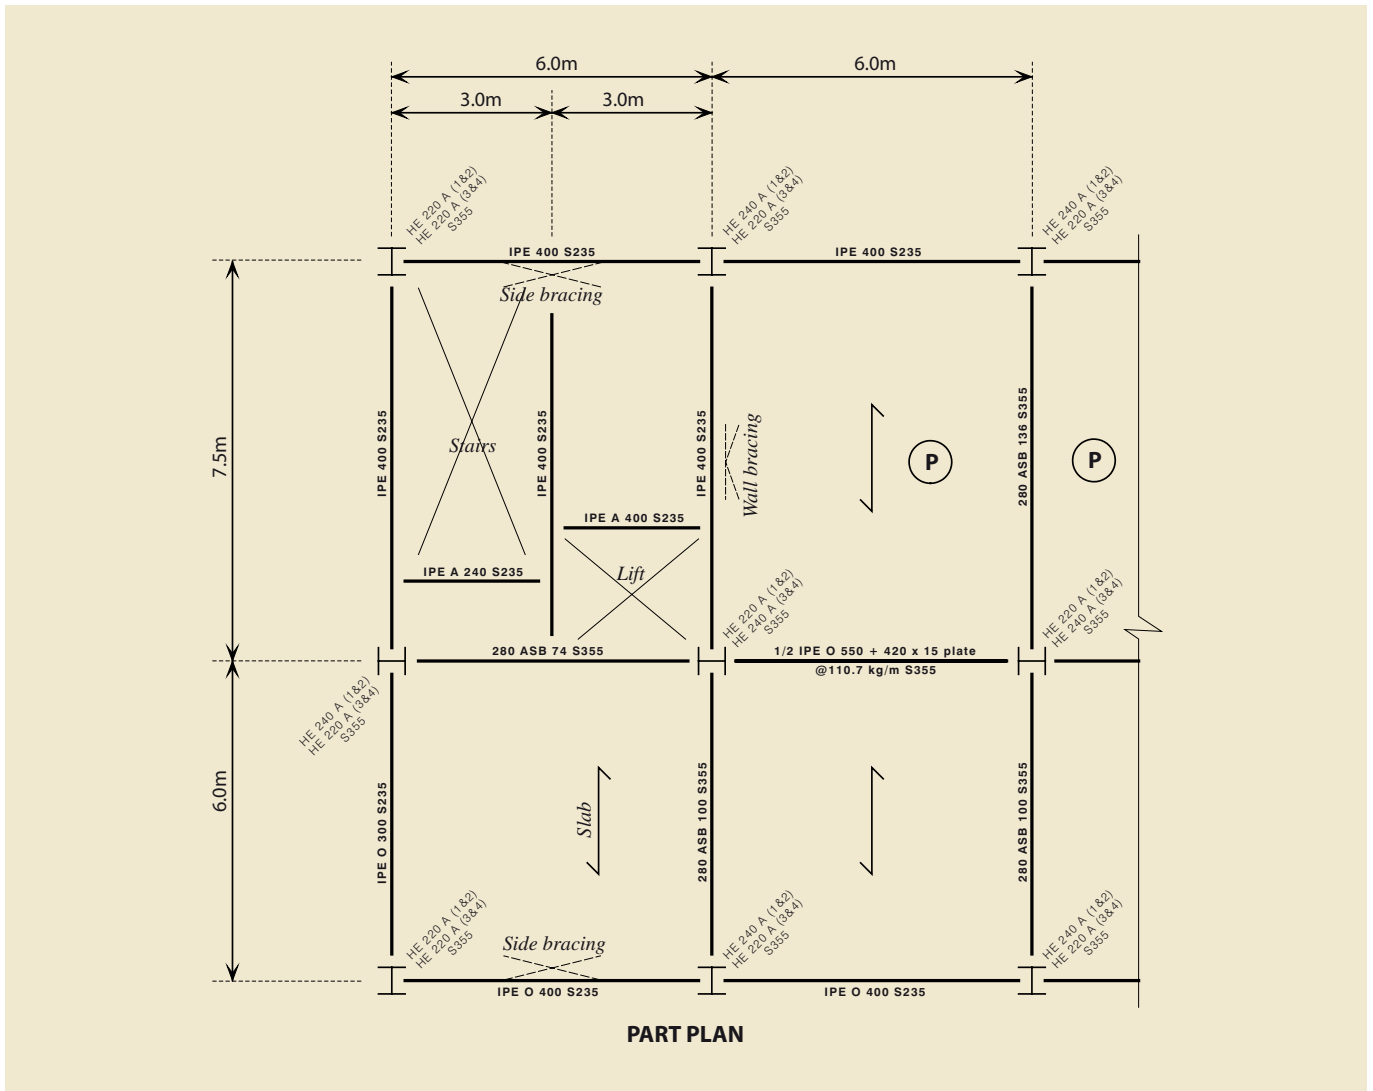 6.0m
6.0m
3.0m
3.0m
HE 220 A (1&2)
HE 220 A (3&4)
S355
HE 240 A (1&2)
HE 220 A (3&4)
S355
HE 240 A (1&2)
HE 220 A (3&4)
S355
IPE 400 S235
IPE 400 S235
Side bracing
7.5m
IPE 400 S235
Stairs
IPE 400 S235
IPE 400 S235
Wall bracing
P
280 ASB 136 S355
P
IPE A 400 S235
IPE A 240 S235
Lift
HE 220 A (1&2)
HE 240 A (3&4)
S355
HE 220 A (1&2)
HE 240 A (3&4)
S355
280 ASB 74 S355
1/2 IPE O 550 + 420 x 15 plate
@110.7 kg/m S355
HE 240 A (1&2)
HE 220 A (3&4)
S355
6.0m
IPE O 300 S235
Slab
280 ASB 100 S355
280 ASB 100 S355
HE 220 A (1&2)
HE 220 A (3&4)
S355
HE 240 A (1&2)
HE 220 A (3&4)
S355
HE 240 A (1&2)
HE 220 A (3&4)
S355
Side bracing
IPE O 400 S235
IPE O 400 S235
PART PLAN